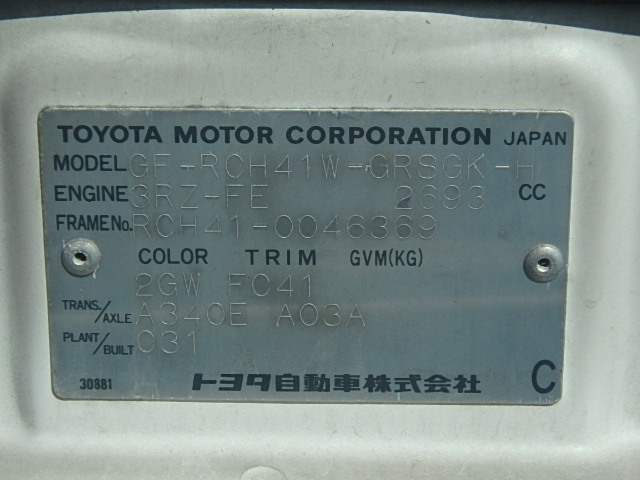 TOYOTA MOTOR CORPORATION JAPAN
MODEL GF-RCH41W-GRSGK-H
ENGINE 3RZ-FE 2693 CC
FRAME No. RCH41-0046369
COLOR TRIM GVM(KG)
2GW FC41
TRANS./AXLE A340E A03A
PLANT/BUILT 031
30881 トヨタ自動車株式会社 C